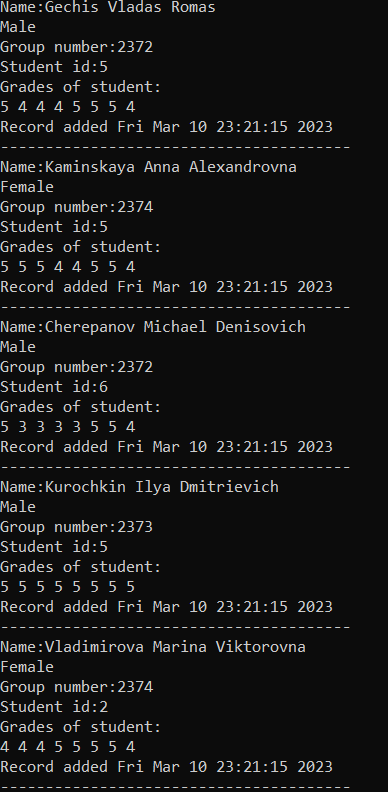 Name:Gechis Vladas Romas
Male
Group number:2372
Student id:5
Grades of student:
5 4 4 4 5 5 5 4
Record added Fri Mar 10 23:21:15 2023
---------------------------------------
Name:Kaminskaya Anna Alexandrovna
Female
Group number:2374
Student id:5
Grades of student:
5 5 5 4 4 5 5 4
Record added Fri Mar 10 23:21:15 2023
---------------------------------------
Name:Cherepanov Michael Denisovich
Male
Group number:2372
Student id:6
Grades of student:
5 3 3 3 3 5 5 4
Record added Fri Mar 10 23:21:15 2023
---------------------------------------
Name:Kurochkin Ilya Dmitrievich
Male
Group number:2373
Student id:5
Grades of student:
5 5 5 5 5 5 5 5
Record added Fri Mar 10 23:21:15 2023
---------------------------------------
Name:Vladimirova Marina Viktorovna
Female
Group number:2374
Student id:2
Grades of student:
4 4 4 5 5 5 5 4
Record added Fri Mar 10 23:21:15 2023
---------------------------------------